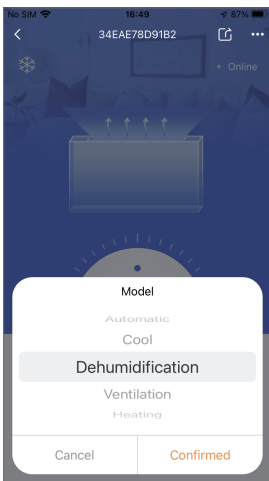 No SIM 16:49 87%
34EAE78D91B2
Online
Model
Automatic
Cool
Dehumidification
Ventilation
Heating
Cancel Confirmed